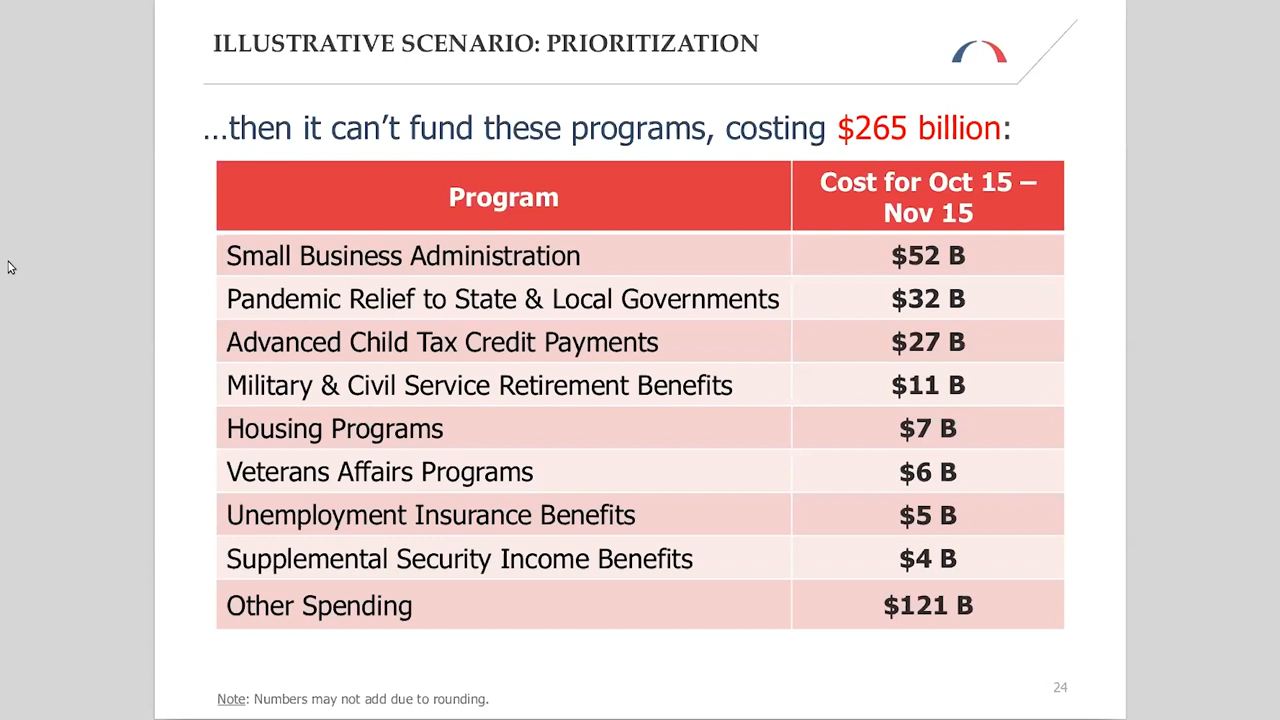 ILLUSTRATIVE SCENARIO: PRIORITIZATION
…then it can’t fund these programs, costing $265 billion:
Program
Cost for Oct 15 –
Nov 15
Small Business Administration $52 B
Pandemic Relief to State & Local Governments $32 B
Advanced Child Tax Credit Payments $27 B
Military & Civil Service Retirement Benefits $11 B
Housing Programs $7 B
Veterans Affairs Programs $6 B
Unemployment Insurance Benefits $5 B
Supplemental Security Income Benefits $4 B
Other Spending $121 B
Note: Numbers may not add due to rounding.
24